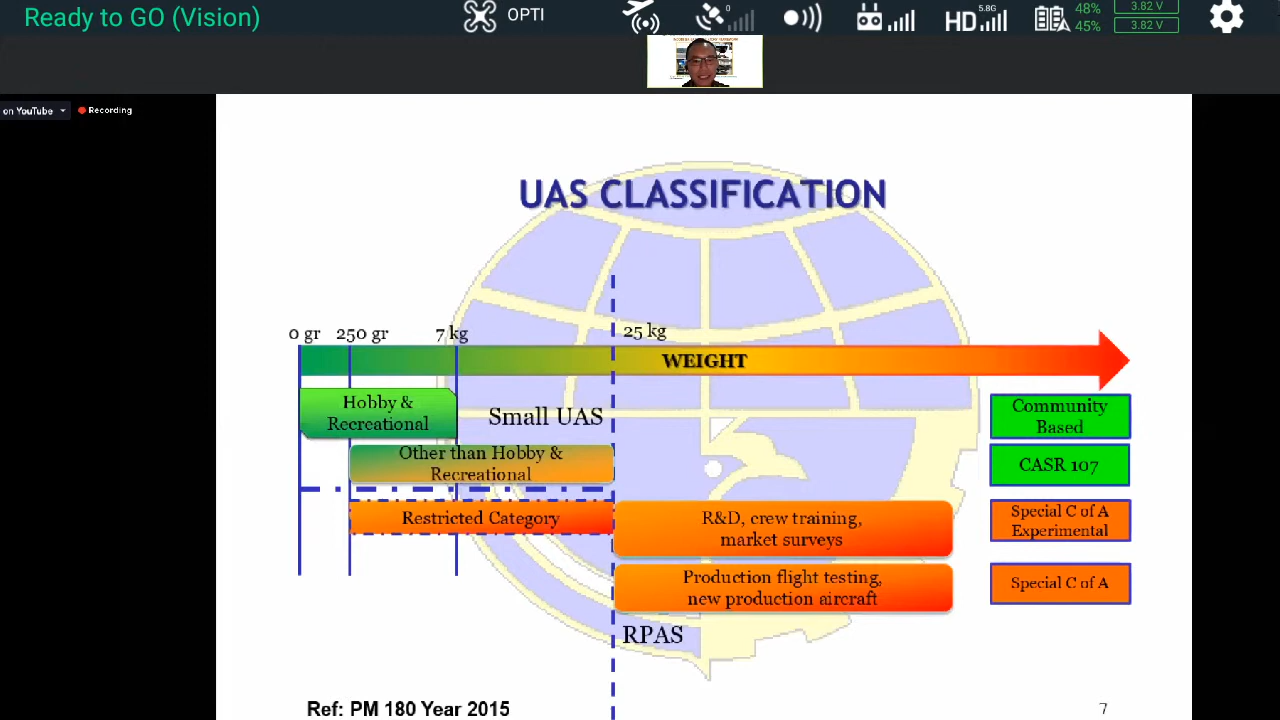 Ready to GO (Vision)
OPTI
0
5.8G
HD
48%
45%
3.82 V
3.82 V
on YouTube
Recording
UAS CLASSIFICATION
0 gr
250 gr
7 kg
25 kg
WEIGHT
Hobby &
Recreational
Small UAS
Community
Based
Other than Hobby &
Recreational
CASR 107
Restricted Category
R&D, crew training,
market surveys
Special C of A
Experimental
Production flight testing,
new production aircraft
Special C of A
RPAS
Ref: PM 180 Year 2015
7